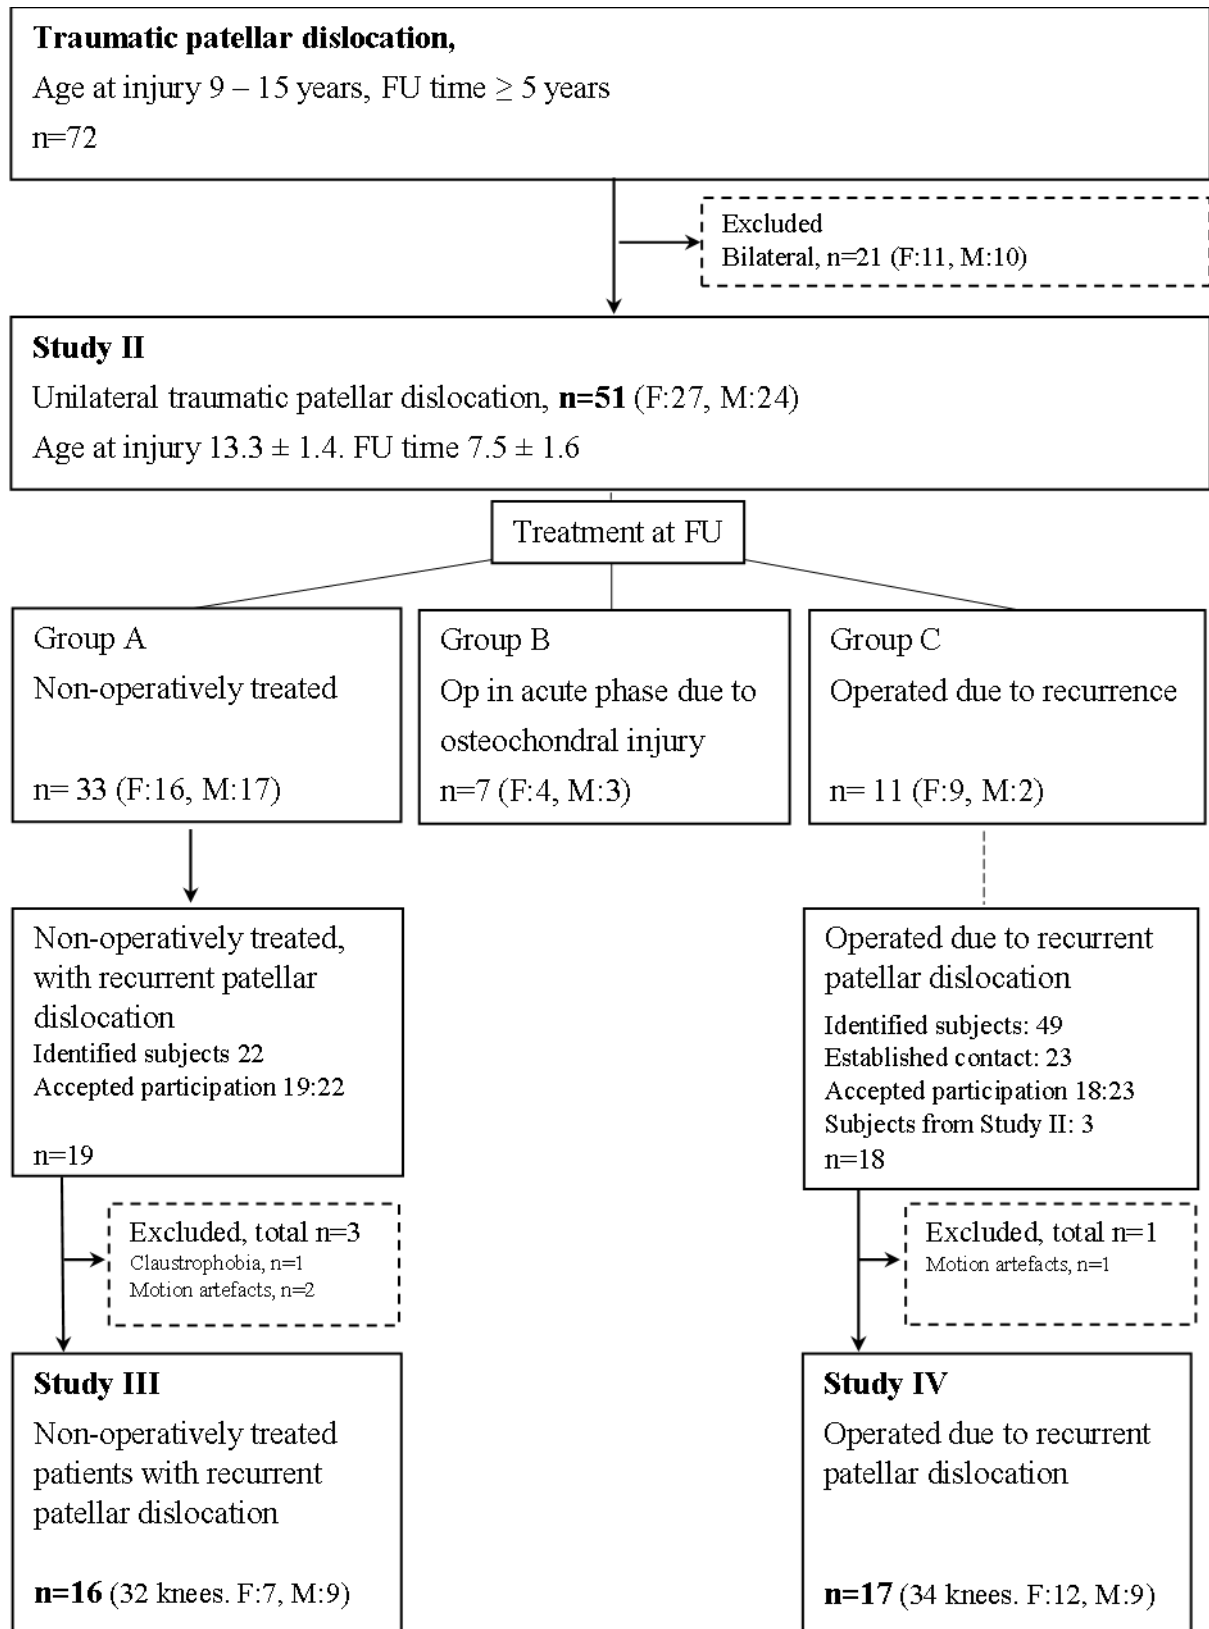 Traumatic patellar dislocation,
Age at injury 9 – 15 years, FU time ≥ 5 years
n=72
Excluded
Bilateral, n=21 (F:11, M:10)
Study II
Unilateral traumatic patellar dislocation, n=51 (F:27, M:24)
Age at injury 13.3 ± 1.4. FU time 7.5 ± 1.6
Treatment at FU
Group A
Non-operatively treated
n= 33 (F:16, M:17)
Group B
Op in acute phase due to
osteochondral injury
n=7 (F:4, M:3)
Group C
Operated due to recurrence
n= 11 (F:9, M:2)
Non-operatively treated,
with recurrent patellar
dislocation
Identified subjects 22
Accepted participation 19:22
n=19
Operated due to recurrent
patellar dislocation
Identified subjects: 49
Established contact: 23
Accepted participation 18:23
Subjects from Study II: 3
n=18
Excluded, total n=3
Claustrophobia, n=1
Motion artefacts, n=2
Excluded, total n=1
Motion artefacts, n=1
Study III
Non-operatively treated
patients with recurrent
patellar dislocation
n=16 (32 knees. F:7, M:9)
Study IV
Operated due to recurrent
patellar dislocation
n=17 (34 knees. F:12, M:9)